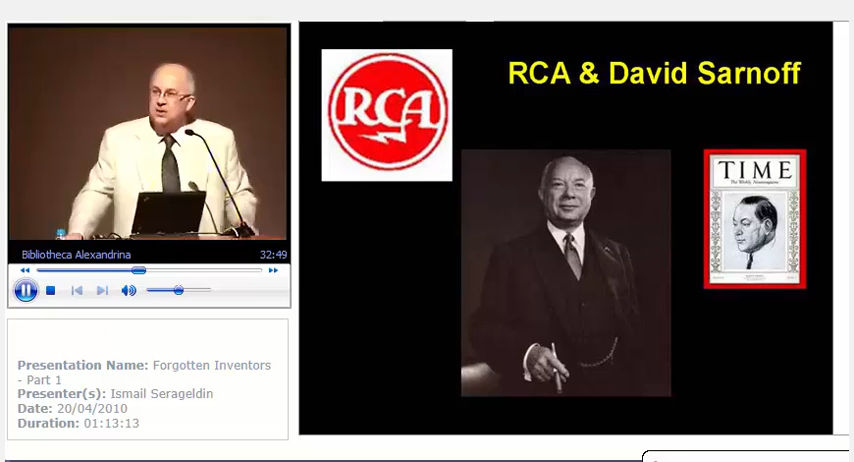 RCA & David Sarnoff
RCA
TIME
The Weekly Newsmagazine
Bibliotheca Alexandrina
32:49
Presentation Name: Forgotten Inventors
- Part 1
Presenter(s): Ismail Serageldin
Date: 20/04/2010
Duration: 01:13:13